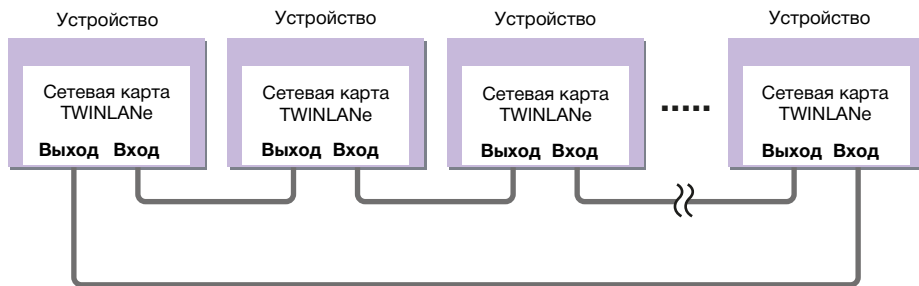 Устройство
Устройство
Устройство
Устройство
Сетевая карта
TWINLANe
Выход Вход
Сетевая карта
TWINLANe
Выход Вход
Сетевая карта
TWINLANe
Выход Вход
.....
Сетевая карта
TWINLANe
Выход Вход